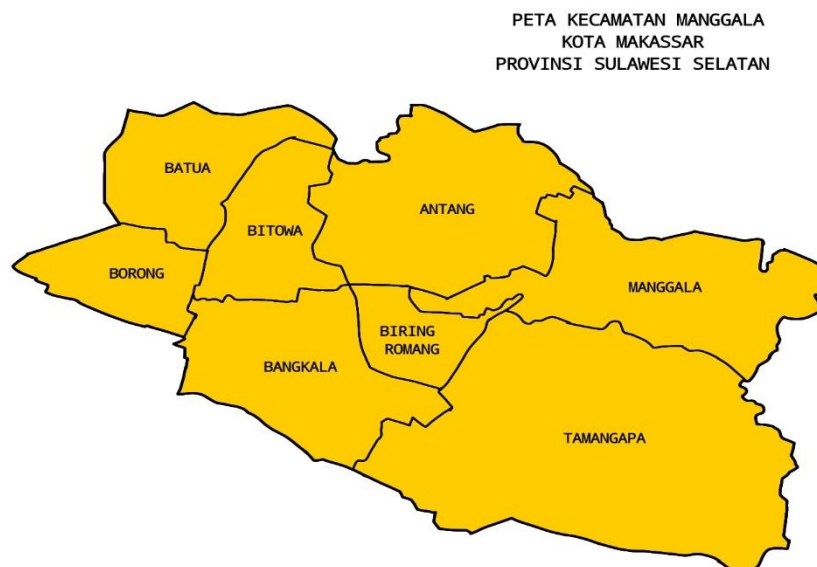 PETA KECAMATAN MANGGALA
KOTA MAKASSAR
PROVINSI SULAWESI SELATAN
BATUA
ANTANG
BITOWA
BORONG
MANGGALA
BIRING
ROMANG
BANGKALA
TAMANGAPA